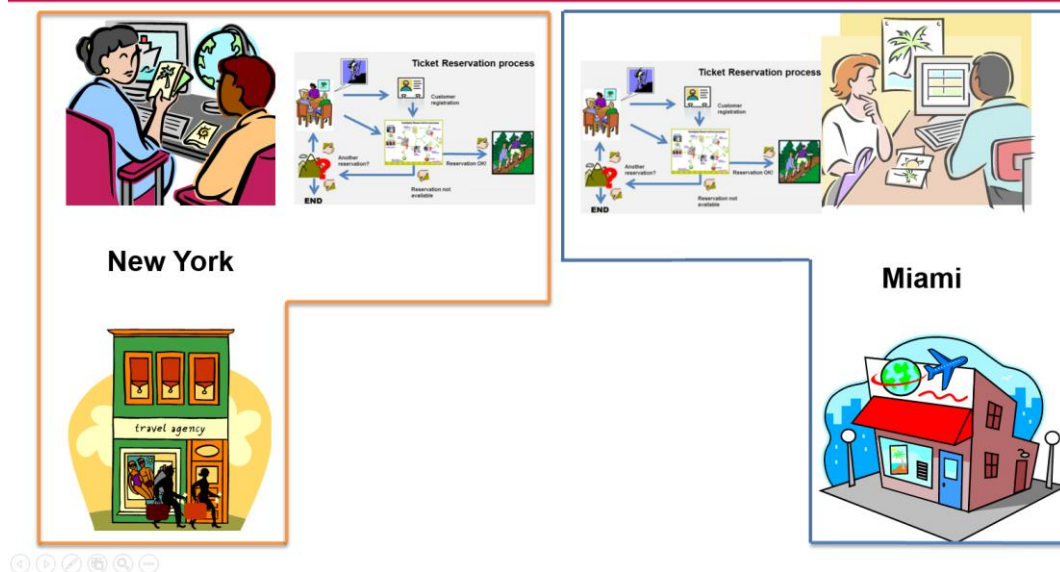 Ticket Reservation process
Customer
registration
Another
reservation?
Reservation OK!
Reservation not
available
END
New York
travel agency
Ticket Reservation process
Customer
registration
Another
reservation?
Reservation OK!
Reservation not
available
END
Miami